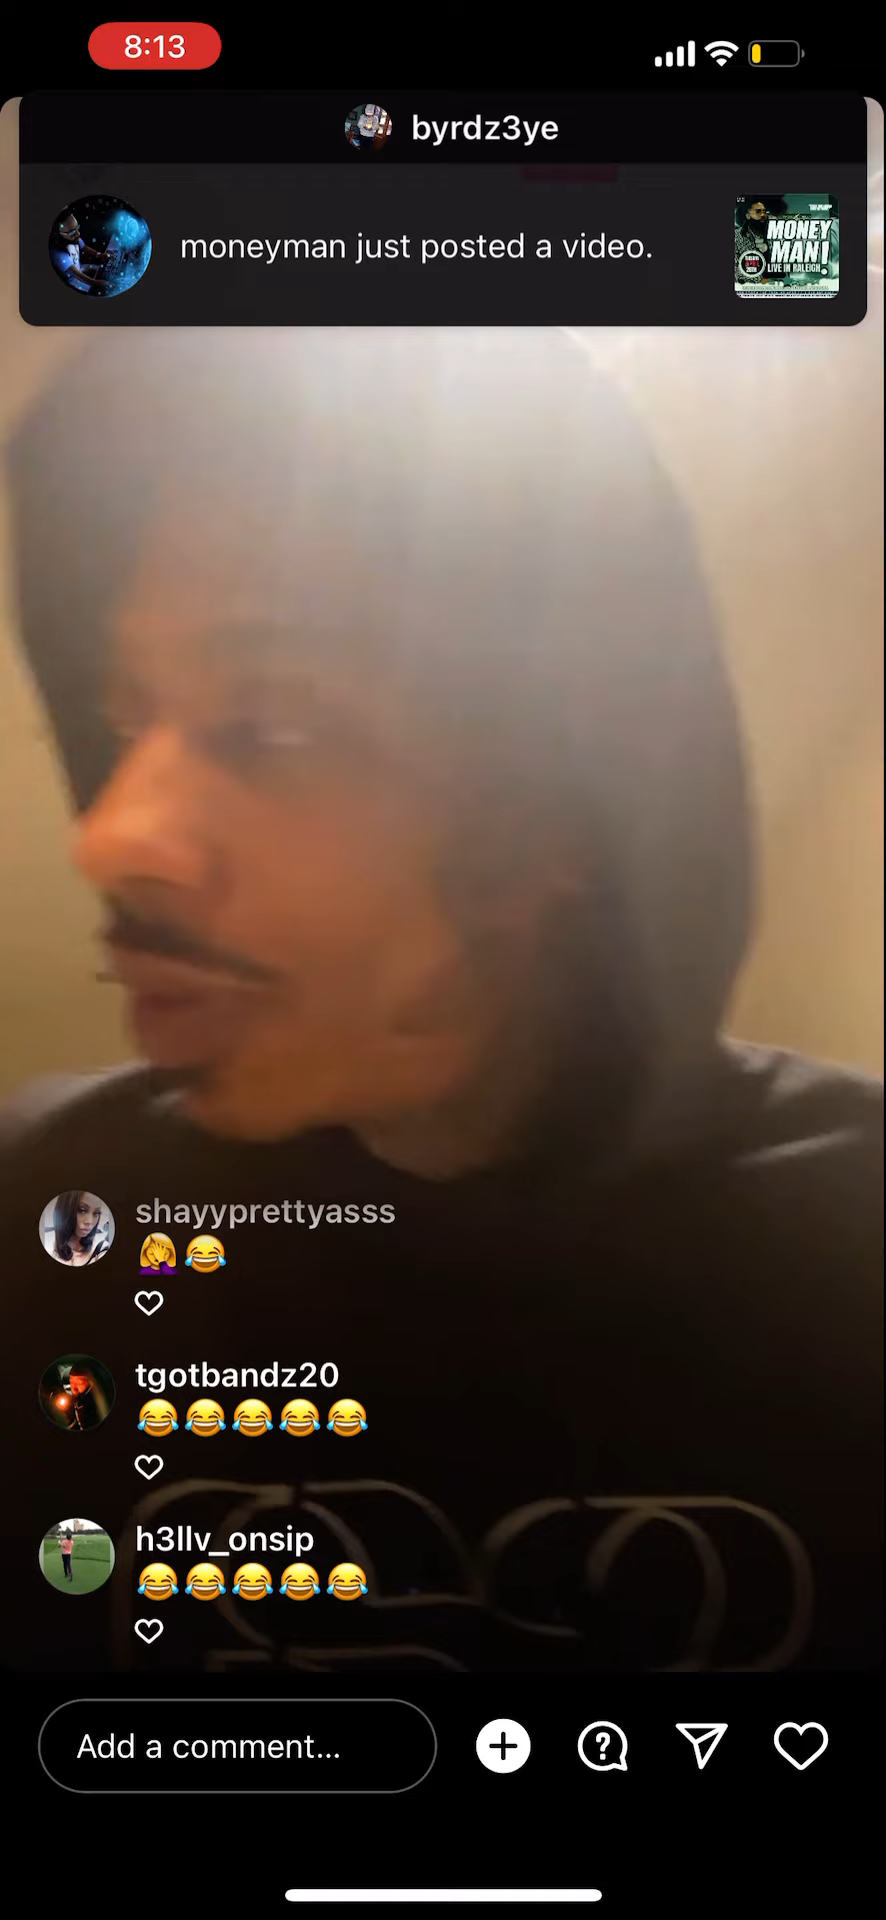 8:13
byrdz3ye
moneyman just posted a video.
MONEY
MAN!
LIVE IN RALEIGH
shayyprettyasss
🤦‍♀️😂
tgotbandz20
😂😂😂😂😂
h3llv_onsip
😂😂😂😂😂
Add a comment...